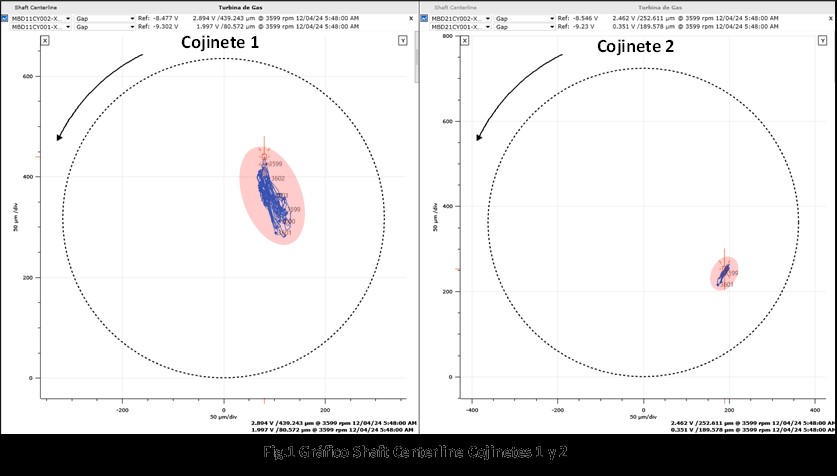 Shaft Centerline Turbina de Gas
MBD11CY002-X... Gap Ref: -8.477 V 2.894 V /439.243 µm @ 3599 rpm 12/04/24 5:48:00 AM X
MBD11CY001-X... Gap Ref: -9.302 V 1.997 V /80.572 µm @ 3599 rpm 12/04/24 5:48:00 AM
X Cojinete 1 Y
600
400
200
0
50 µm /div
3599
3602
3601
-200 0 200
50 µm/div
2.894 V /439.243 µm @ 3599 rpm 12/04/24 5:48:00 AM
1.997 V /80.572 µm @ 3599 rpm 12/04/24 5:48:00 AM
Shaft Centerline Turbina de Gas
MBD21CY002-X... Gap Ref: -8.546 V 2.462 V /252.611 µm @ 3599 rpm 12/04/24 5:48:00 AM X
MBD21CY001-X... Gap Ref: -9.23 V 0.351 V /189.578 µm @ 3599 rpm 12/04/24 5:48:00 AM
800
X Cojinete 2 Y
600
400
200
0
50 µm /div
3601
-400 -200 0 200 400
50 µm/div
2.462 V /252.611 µm @ 3599 rpm 12/04/24 5:48:00 AM
0.351 V /189.578 µm @ 3599 rpm 12/04/24 5:48:00 AM
Fig.1 Gráfico Shaft Centerline Cojinetes 1 y 2